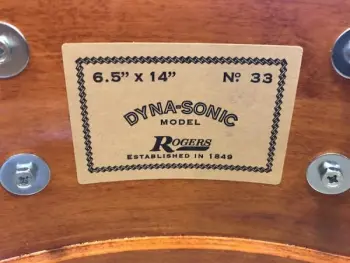 6.5" x 14" Nº 33
DYNA-SONIC
MODEL
ROGERS
ESTABLISHED IN 1849